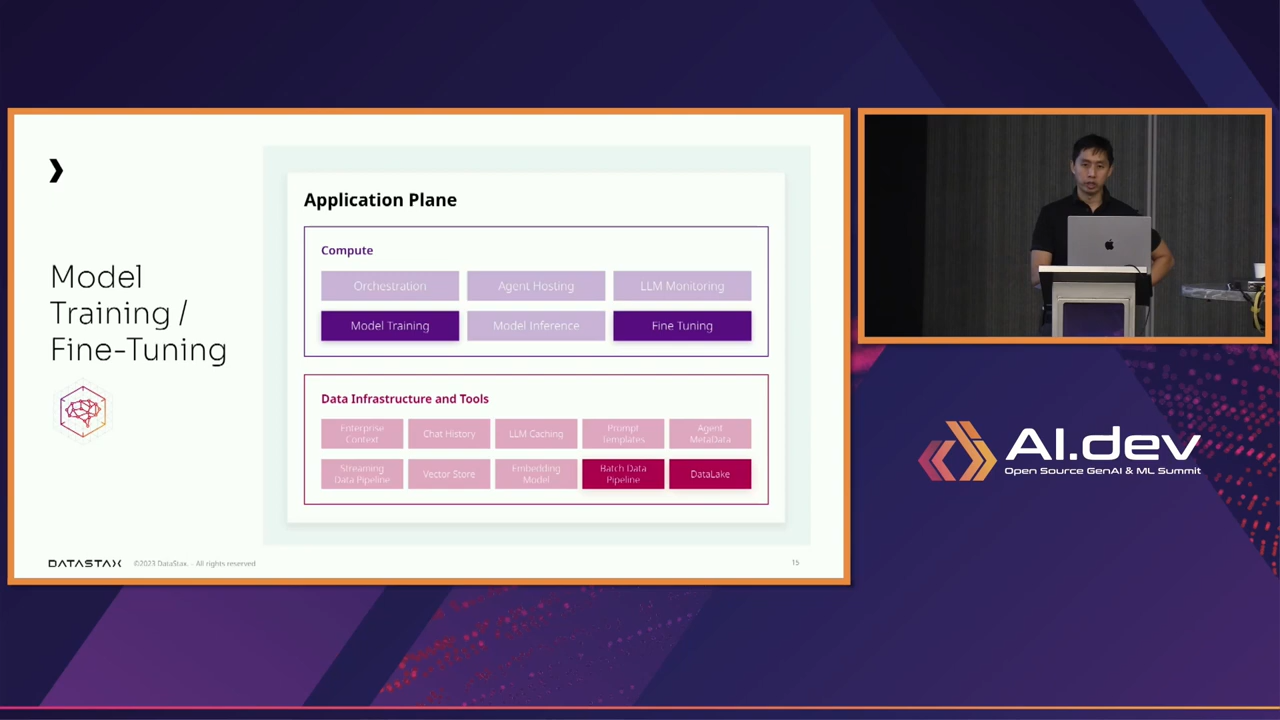 Model
Training /
Fine-Tuning
Application Plane
Compute
Orchestration
Agent Hosting
LLM Monitoring
Model Training
Model Inference
Fine Tuning
Data Infrastructure and Tools
Enterprise
Context
Chat History
LLM Caching
Prompt
Templates
Agent
MetaData
Streaming
Data Pipeline
Vector Store
Embedding
Model
Batch Data
Pipeline
DataLake
DATASTAX
©2023 DataStax. - All rights reserved
15
AI.dev
Open Source GenAI & ML Summit